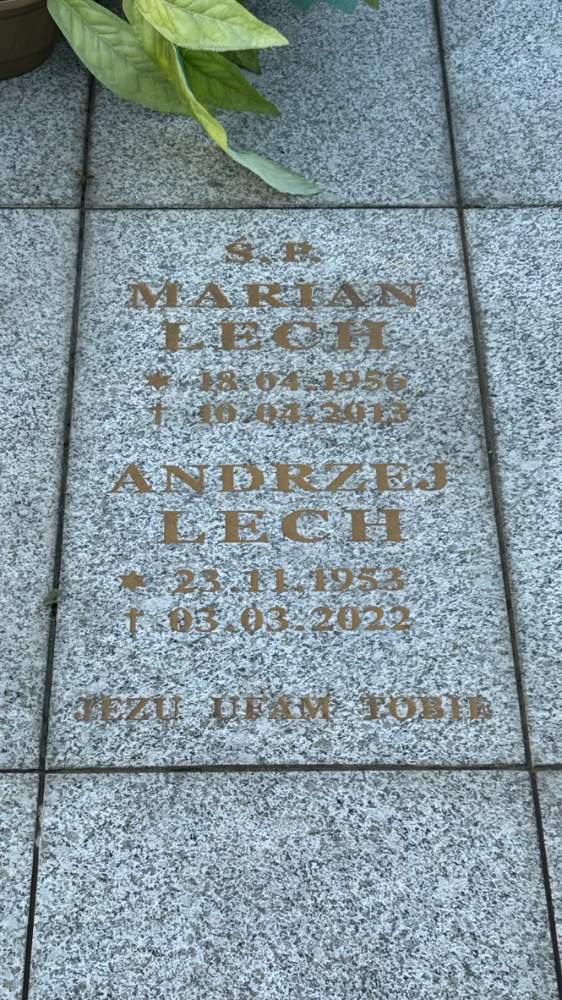 Ś.P.
MARIAN
LECH
* 18.04.1956
† 10.04.2013
ANDRZEJ
LECH
* 23.11.1953
† 03.03.2022
JEZU UFAM TOBIE